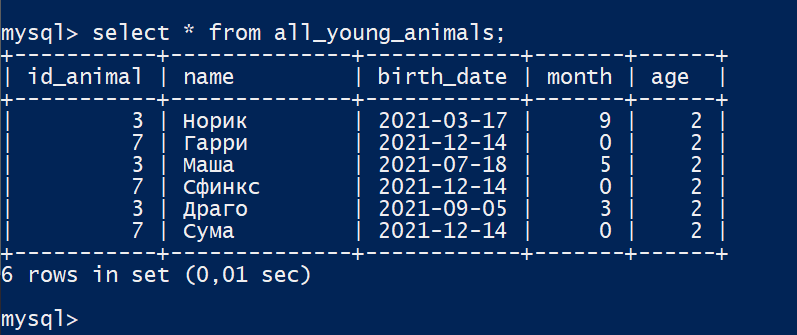 mysql> select * from all_young_animals;
+-----------+--------------+------------+-------+------+
| id_animal | name         | birth_date | month | age  |
+-----------+--------------+------------+-------+------+
|         3 | Норик        | 2021-03-17 |     9 |    2 |
|         7 | Гарри        | 2021-12-14 |     0 |    2 |
|         3 | Маша         | 2021-07-18 |     5 |    2 |
|         7 | Сфинкс       | 2021-12-14 |     0 |    2 |
|         3 | Драго        | 2021-09-05 |     3 |    2 |
|         7 | Сума         | 2021-12-14 |     0 |    2 |
+-----------+--------------+------------+-------+------+
6 rows in set (0,01 sec)
mysql>